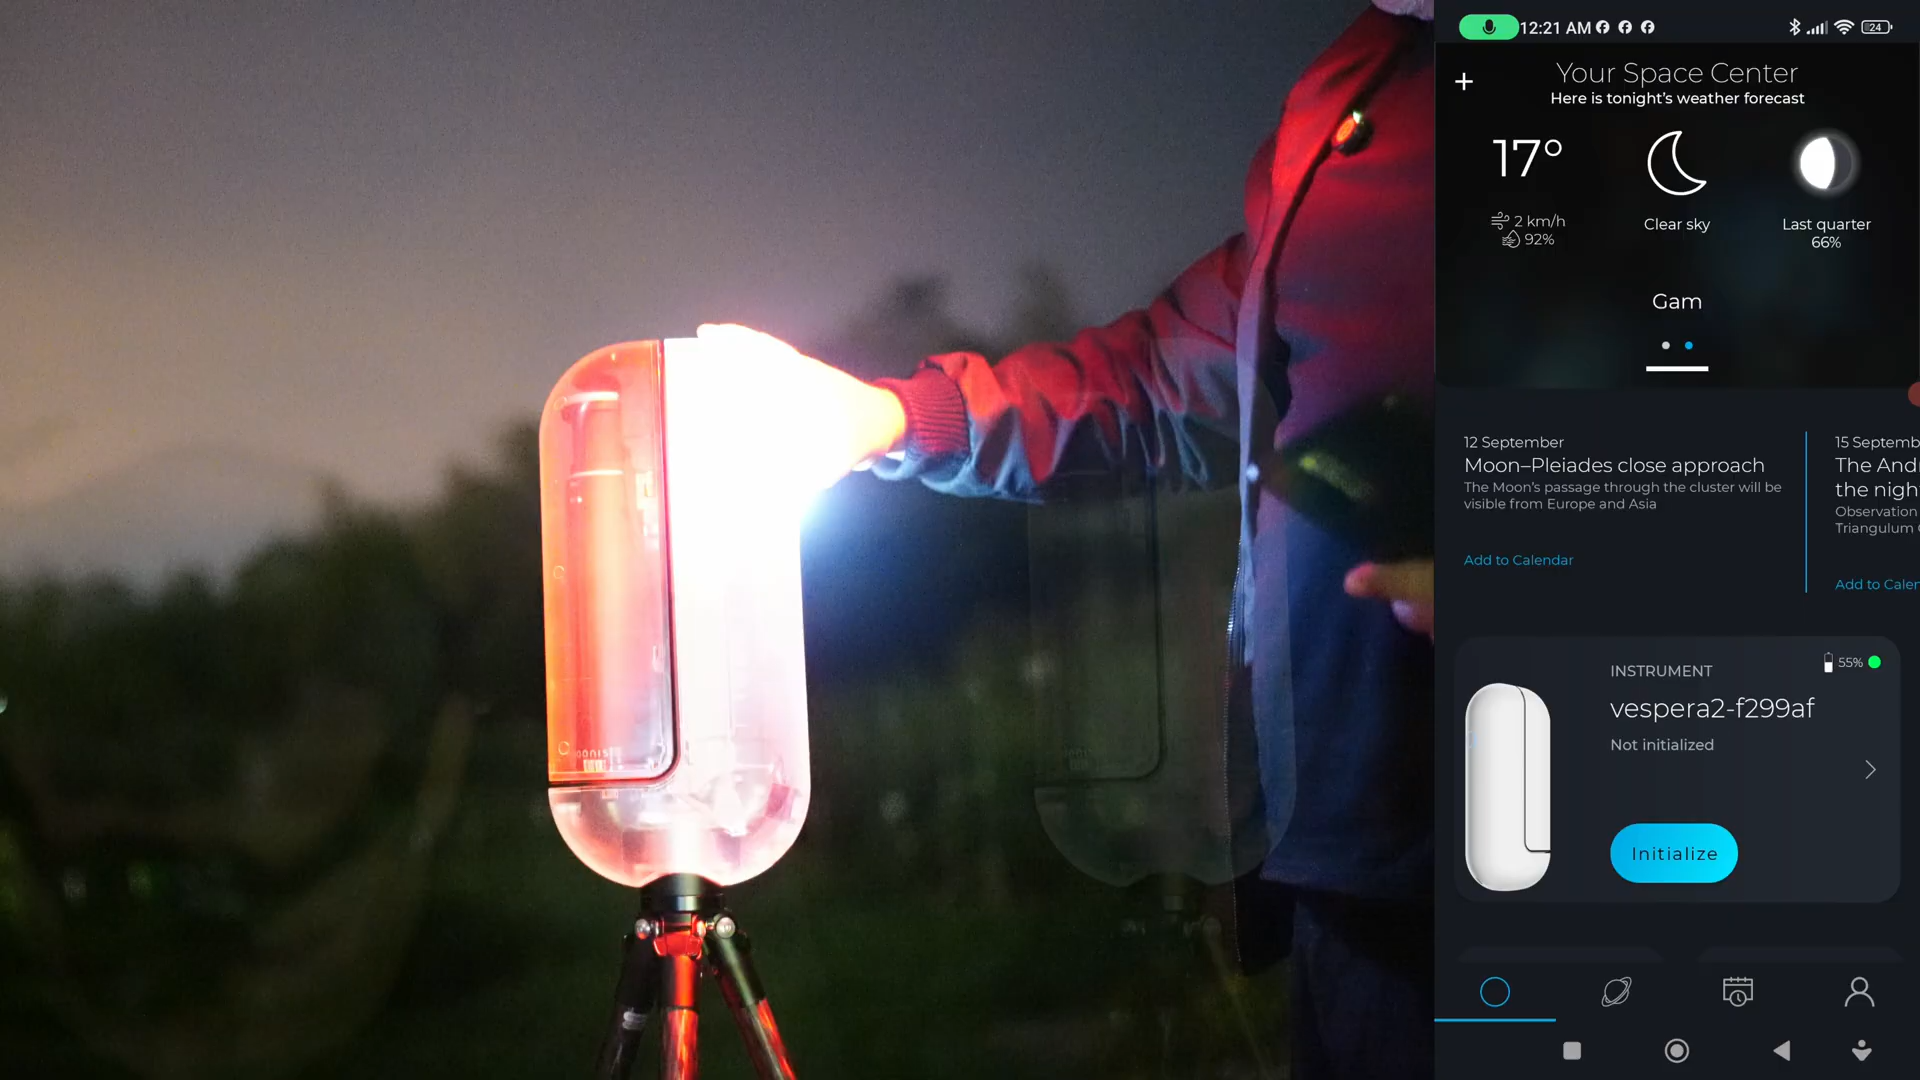 12:21 AM
24
Your Space Center
Here is tonight's weather forecast
17°
2 km/h
92%
Clear sky
Last quarter
66%
Gam
12 September
Moon–Pleiades close approach
The Moon's passage through the cluster will be
visible from Europe and Asia
Add to Calendar
15 Septemb
The And
the nigh
Observation
Triangulum
Add to Calen
INSTRUMENT
55%
vespera2-f299af
Not initialized
Initialize